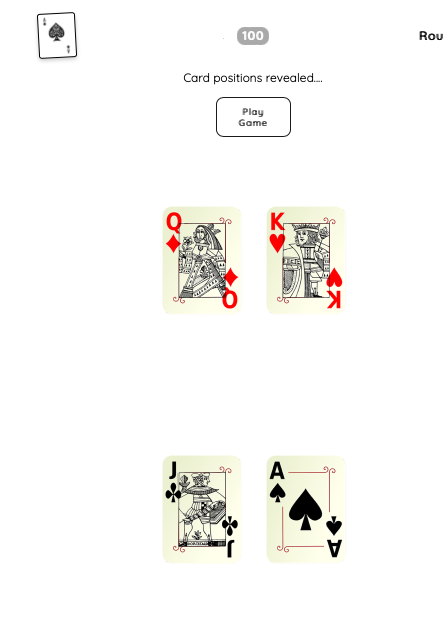 100
Rou
Card positions revealed....
Play
Game
Q
K
Q
K
J
A
J
A